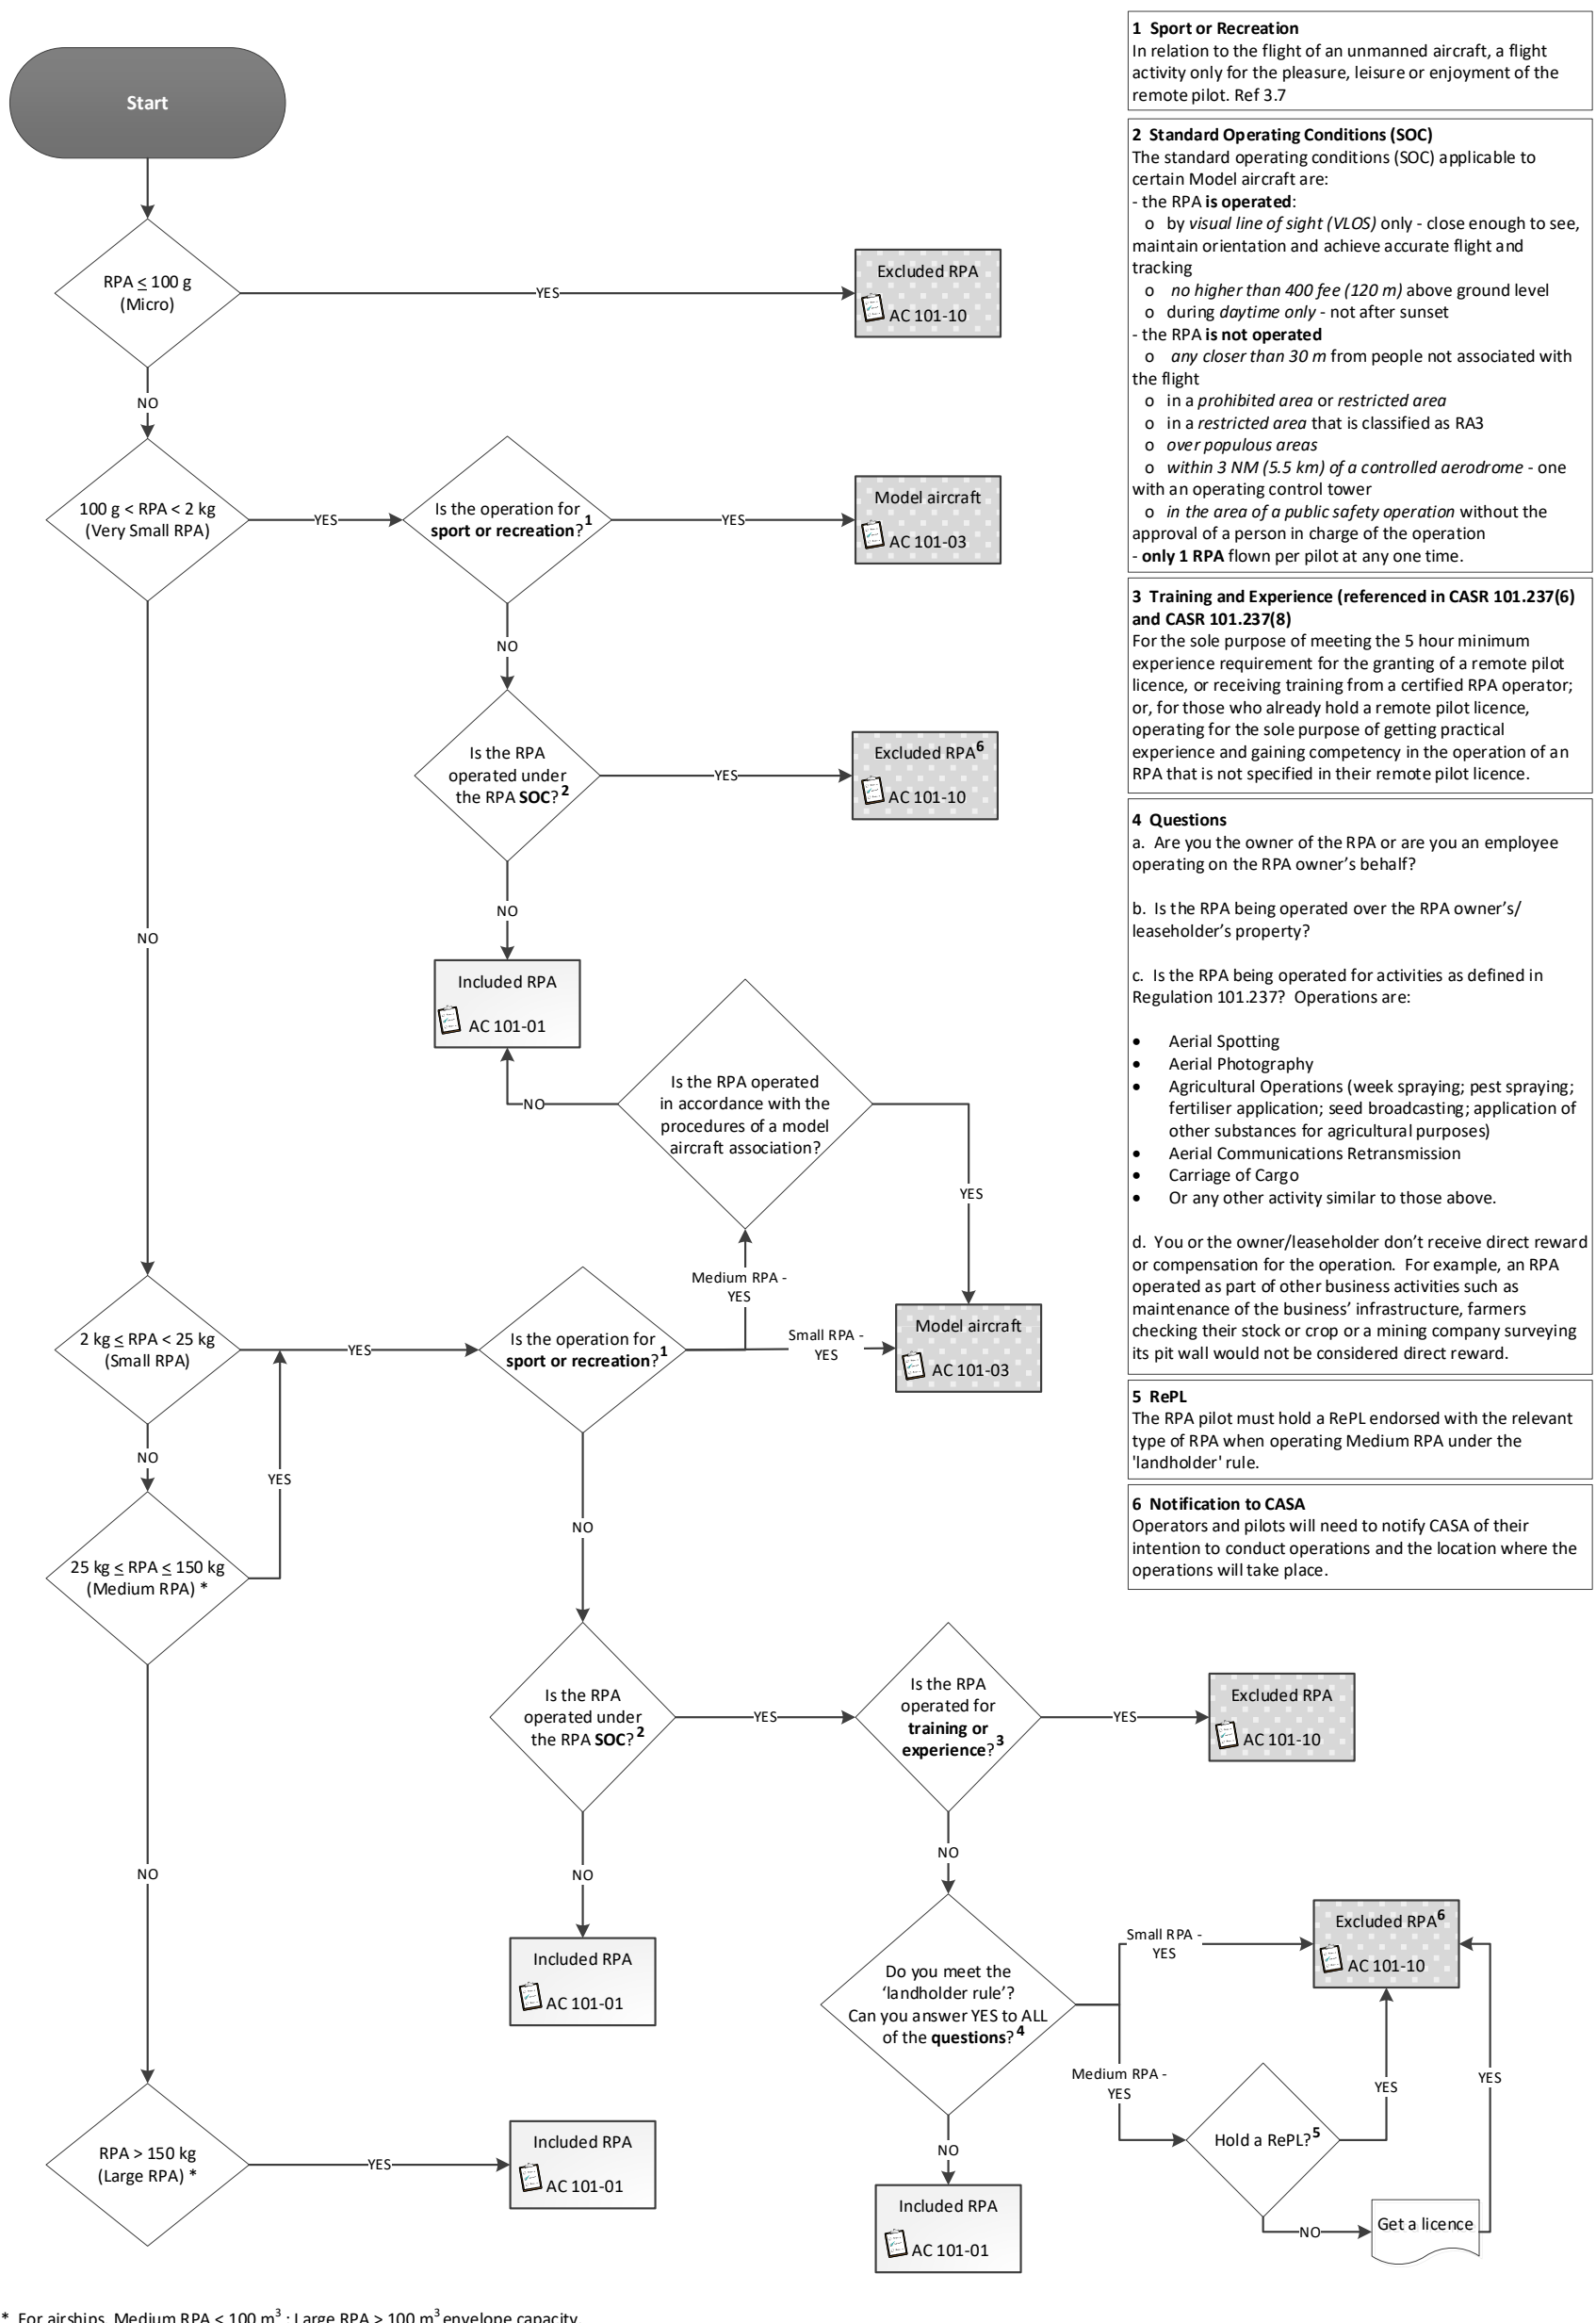 Start
RPA ≤ 100 g
(Micro)
YES
Excluded RPA
AC 101-10
NO
100 g < RPA < 2 kg
(Very Small RPA)
YES
Is the operation for
sport or recreation?1
YES
Model aircraft
AC 101-03
NO
Is the RPA
operated under
the RPA SOC?2
YES
Excluded RPA6
AC 101-10
NO
NO
Included RPA
AC 101-01
Is the RPA operated
in accordance with the
procedures of a model
aircraft association?
NO
YES
Medium RPA -
YES
2 kg ≤ RPA < 25 kg
(Small RPA)
YES
Is the operation for
sport or recreation?1
Small RPA -
YES
Model aircraft
AC 101-03
NO
YES
25 kg ≤ RPA ≤ 150 kg
(Medium RPA) *
NO
Is the RPA
operated under
the RPA SOC?2
YES
Is the RPA
operated for
training or
experience?3
YES
Excluded RPA
AC 101-10
NO
NO
NO
Included RPA
AC 101-01
Do you meet the
‘landholder rule’?
Can you answer YES to ALL
of the questions?4
Small RPA -
YES
Excluded RPA6
AC 101-10
Medium RPA -
YES
Hold a RePL?5
YES
YES
NO
Get a licence
NO
Included RPA
AC 101-01
RPA > 150 kg
(Large RPA) *
YES
Included RPA
AC 101-01
1 Sport or Recreation
In relation to the flight of an unmanned aircraft, a flight
activity only for the pleasure, leisure or enjoyment of the
remote pilot. Ref 3.7
2 Standard Operating Conditions (SOC)
The standard operating conditions (SOC) applicable to
certain Model aircraft are:
- the RPA is operated:
o by visual line of sight (VLOS) only - close enough to see,
maintain orientation and achieve accurate flight and
tracking
o no higher than 400 fee (120 m) above ground level
o during daytime only - not after sunset
- the RPA is not operated
o any closer than 30 m from people not associated with
the flight
o in a prohibited area or restricted area
o in a restricted area that is classified as RA3
o over populous areas
o within 3 NM (5.5 km) of a controlled aerodrome - one
with an operating control tower
o in the area of a public safety operation without the
approval of a person in charge of the operation
- only 1 RPA flown per pilot at any one time.
3 Training and Experience (referenced in CASR 101.237(6)
and CASR 101.237(8)
For the sole purpose of meeting the 5 hour minimum
experience requirement for the granting of a remote pilot
licence, or receiving training from a certified RPA operator;
or, for those who already hold a remote pilot licence,
operating for the sole purpose of getting practical
experience and gaining competency in the operation of an
RPA that is not specified in their remote pilot licence.
4 Questions
a. Are you the owner of the RPA or are you an employee
operating on the RPA owner’s behalf?
b. Is the RPA being operated over the RPA owner’s/
leaseholder’s property?
c. Is the RPA being operated for activities as defined in
Regulation 101.237? Operations are:
• Aerial Spotting
• Aerial Photography
• Agricultural Operations (week spraying; pest spraying;
fertiliser application; seed broadcasting; application of
other substances for agricultural purposes)
• Aerial Communications Retransmission
• Carriage of Cargo
• Or any other activity similar to those above.
d. You or the owner/leaseholder don’t receive direct reward
or compensation for the operation. For example, an RPA
operated as part of other business activities such as
maintenance of the business’ infrastructure, farmers
checking their stock or crop or a mining company surveying
its pit wall would not be considered direct reward.
5 RePL
The RPA pilot must hold a RePL endorsed with the relevant
type of RPA when operating Medium RPA under the
'landholder' rule.
6 Notification to CASA
Operators and pilots will need to notify CASA of their
intention to conduct operations and the location where the
operations will take place.
* For airships, Medium RPA < 100 m3 ; Large RPA > 100 m3 envelope capacity.